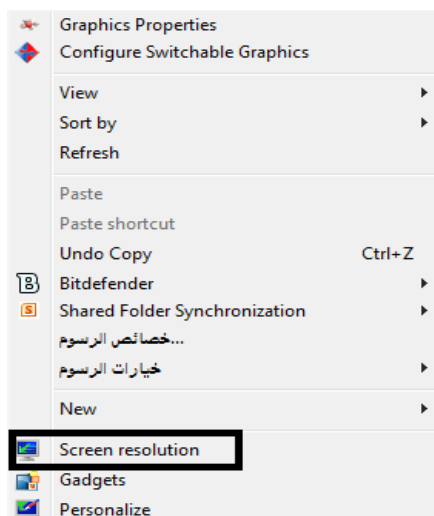 Graphics Properties
Configure Switchable Graphics
View
Sort by
Refresh
Paste
Paste shortcut
Undo Copy Ctrl+Z
Bitdefender
Shared Folder Synchronization
خصائص الرسوم...
خيارات الرسوم
New
Screen resolution
Gadgets
Personalize